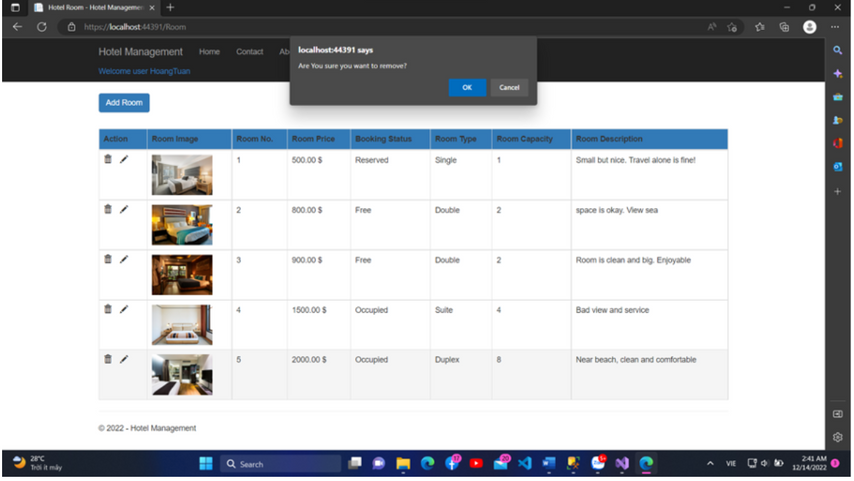 Hotel Room - Hotel Management
https://localhost:44391/Room
Hotel Management Home Contact Ab
localhost:44391 says
Are You sure you want to remove?
OK Cancel
Welcome user HoangTuan
Add Room
Action Room Image Room No. Room Price Booking Status Room Type Room Capacity Room Description
1 500.00 $ Reserved Single 1 Small but nice. Travel alone is fine!
2 800.00 $ Free Double 2 space is okay. View sea
3 900.00 $ Free Double 2 Room is clean and big. Enjoyable
4 1500.00 $ Occupied Suite 4 Bad view and service
5 2000.00 $ Occupied Duplex 8 Near beach, clean and comfortable
© 2022 - Hotel Management
28°C
Trời ít mây
Search
VIE
2:41 AM
12/14/2022